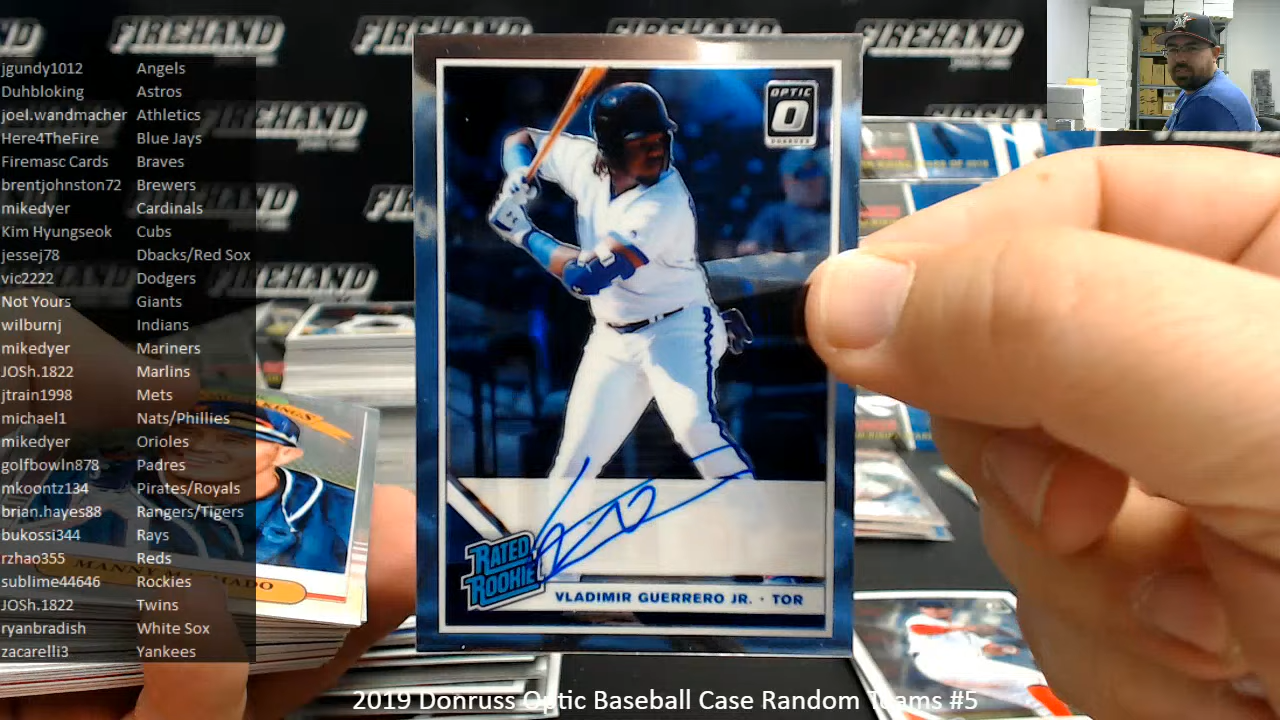 FIREHAND
jgundy1012 Angels
Duhbloking Astros
joel.wandmacher Athletics
Here4TheFire Blue Jays
Firemasc Cards Braves
brentjohnston72 Brewers
mikedyer Cardinals
Kim Hyungseok Cubs
jessej78 Dbacks/Red Sox
vic2222 Dodgers
Not Yours Giants
wilburnj Indians
mikedyer Mariners
JOSh.1822 Marlins
jtrain1998 Mets
michael1 Nats/Phillies
mikedyer Orioles
golfbowln878 Padres
mkoontz134 Pirates/Royals
brian.hayes88 Rangers/Tigers
bukossi344 Rays
rzhao355 Reds
sublime44646 Rockies
JOSh.1822 Twins
ryanbradish White Sox
zacarelli3 Yankees
OPTIC
RATED
ROOKIE
VLADIMIR GUERRERO JR. • TOR
2019 Donruss Optic Baseball Case Random Teams #5